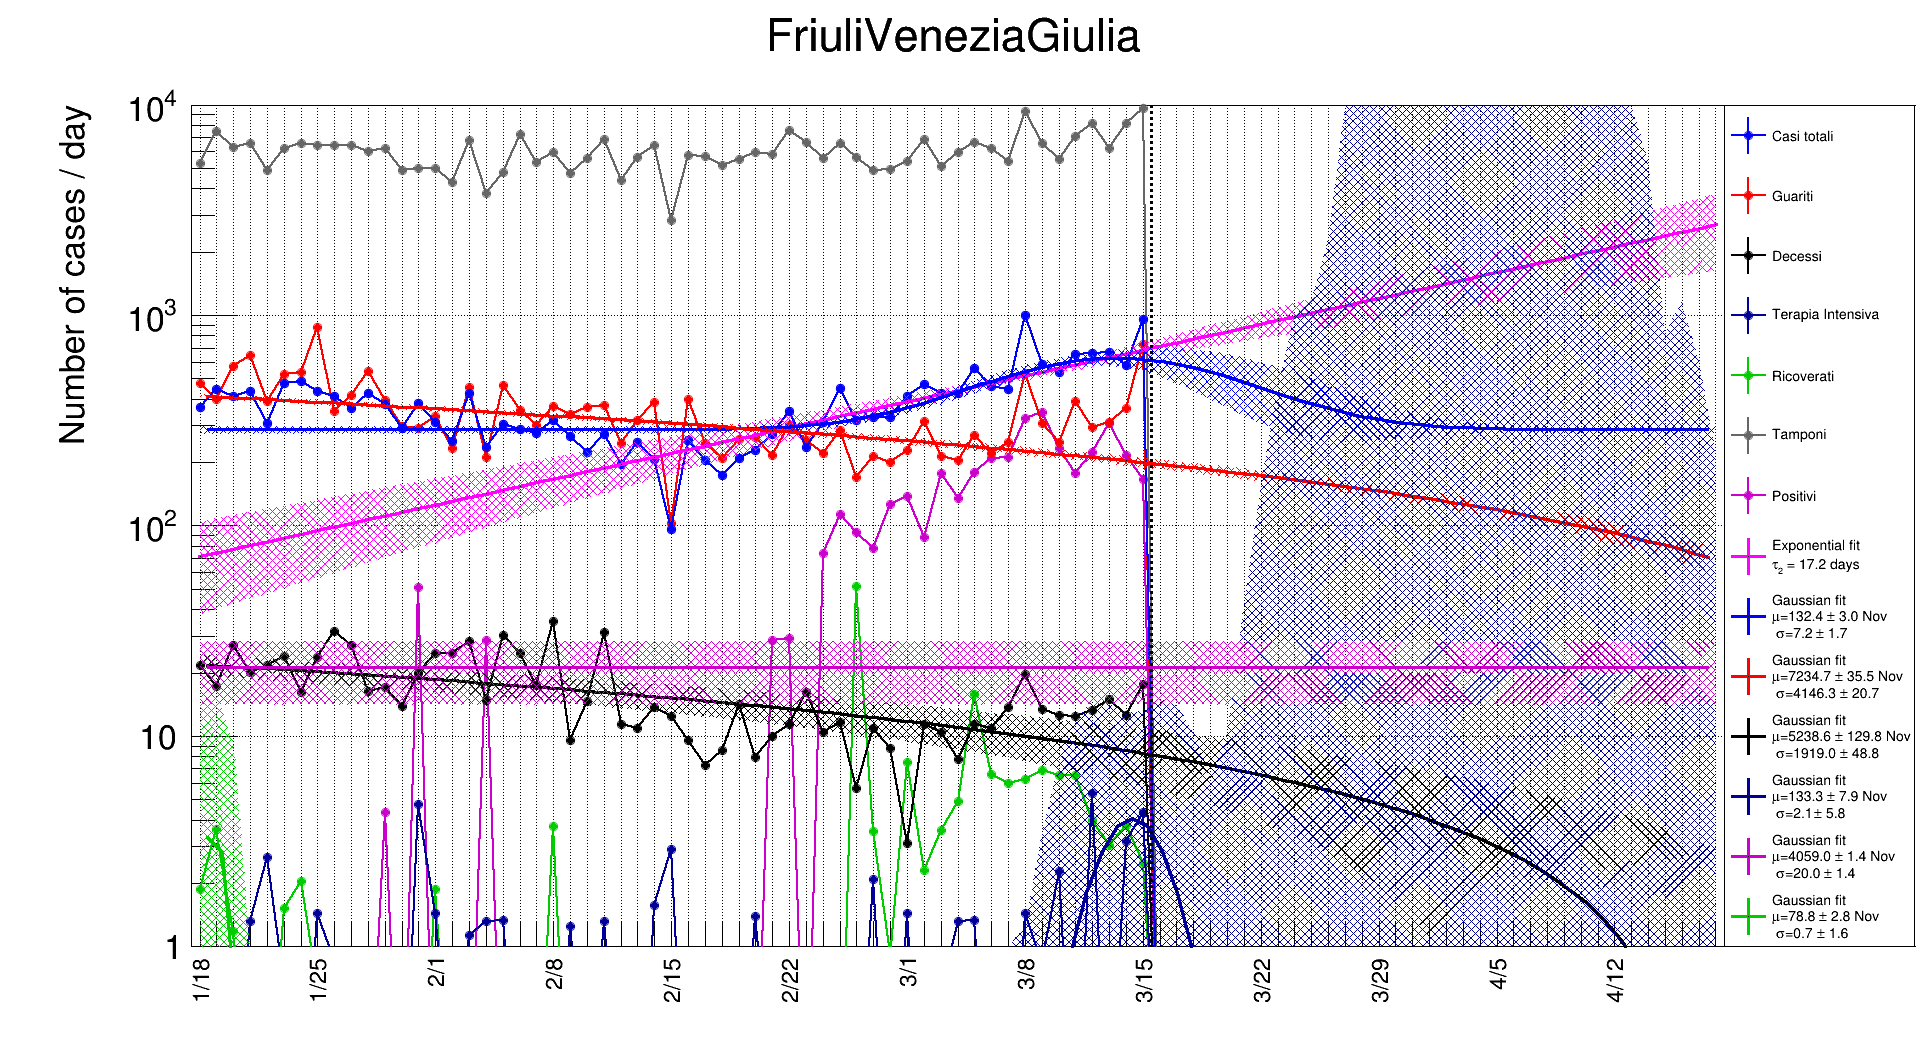 FriuliVeneziaGiulia
Number of cases / day
10^4
10^3
10^2
10
1
1/18
1/25
2/1
2/8
2/15
2/22
3/1
3/8
3/15
3/22
3/29
4/5
4/12
Casi totali
Guariti
Decessi
Terapia Intensiva
Ricoverati
Tamponi
Positivi
Exponential fit
τ₂ = 17.2 days
Gaussian fit
μ=132.4 ± 3.0 Nov
σ=7.2 ± 1.7
Gaussian fit
μ=7234.7 ± 35.5 Nov
σ=4146.3 ± 20.7
Gaussian fit
μ=5238.6 ± 129.8 Nov
σ=1919.0 ± 48.8
Gaussian fit
μ=133.3 ± 7.9 Nov
σ=2.1 ± 5.8
Gaussian fit
μ=4059.0 ± 1.4 Nov
σ=20.0 ± 1.4
Gaussian fit
μ=78.8 ± 2.8 Nov
σ=0.7 ± 1.6